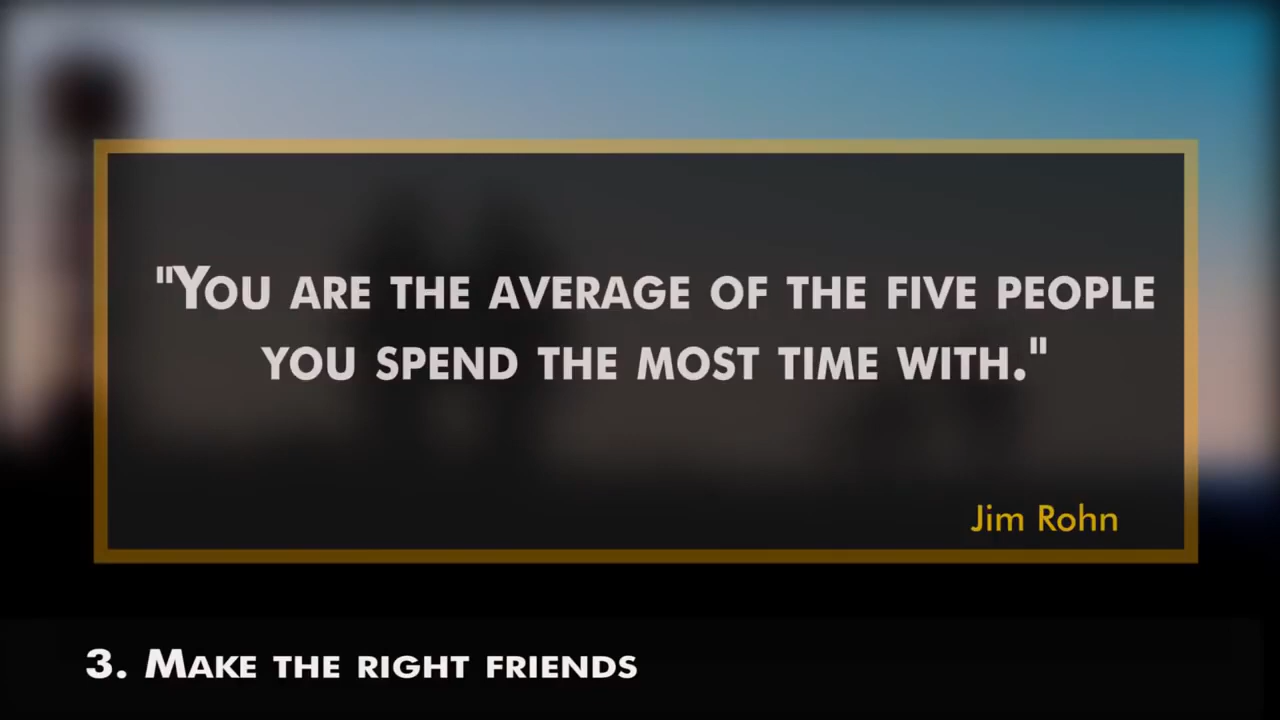 "You are the average of the five people
you spend the most time with."
Jim Rohn
3. Make the right friends